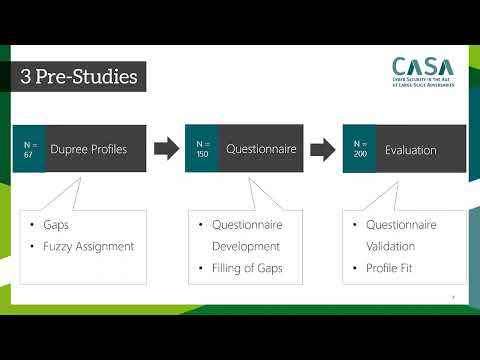 3 Pre-Studies
CASA
CYBER SECURITY IN THE AGE
OF LARGE-SCALE ADVERSARIES
N =
67
Dupree Profiles
N =
150
Questionnaire
N =
200
Evaluation
• Gaps
• Fuzzy Assignment
• Questionnaire
Development
• Filling of Gaps
• Questionnaire
Validation
• Profile Fit